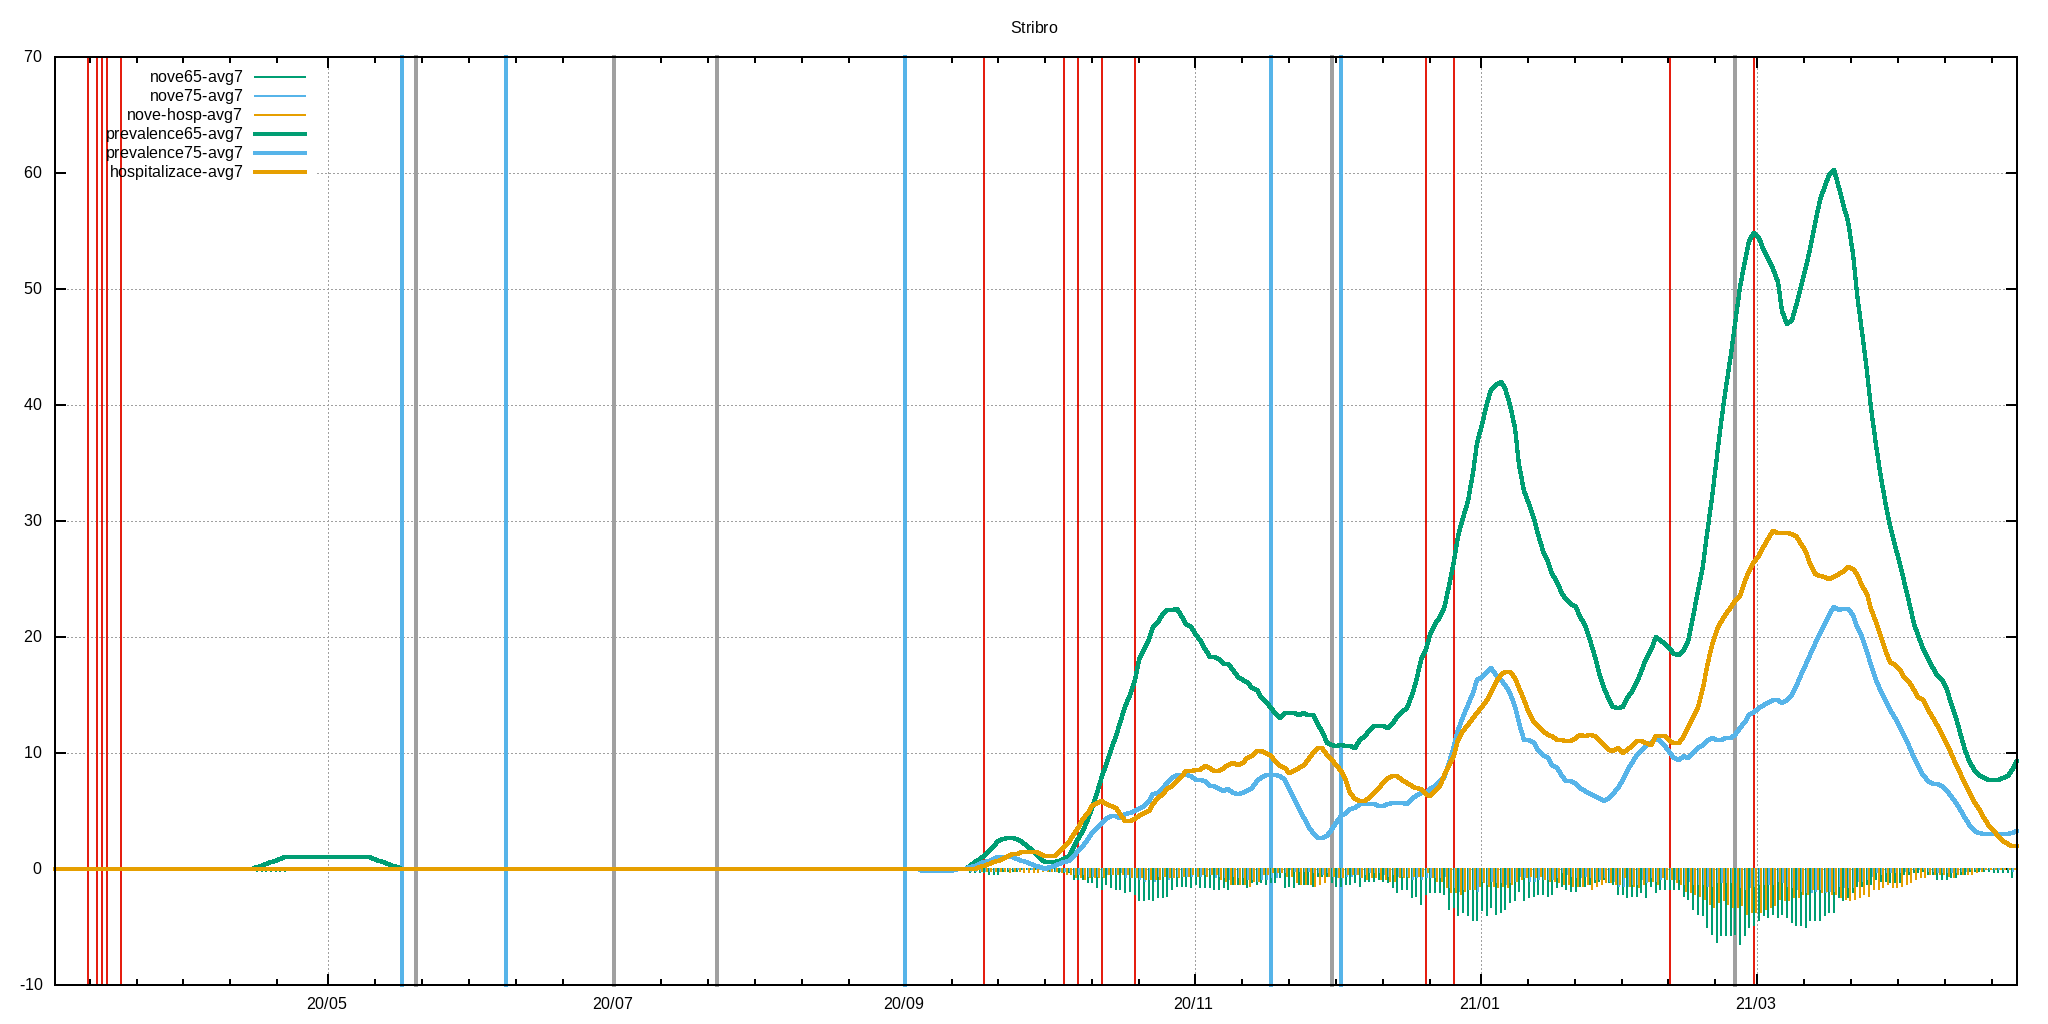 Stribro
70
nove65-avg7
nove75-avg7
nove-hosp-avg7
prevalence65-avg7
prevalence75-avg7
hospitalizace-avg7
60
50
40
30
20
10
0
-10
20/05
20/07
20/09
20/11
21/01
21/03